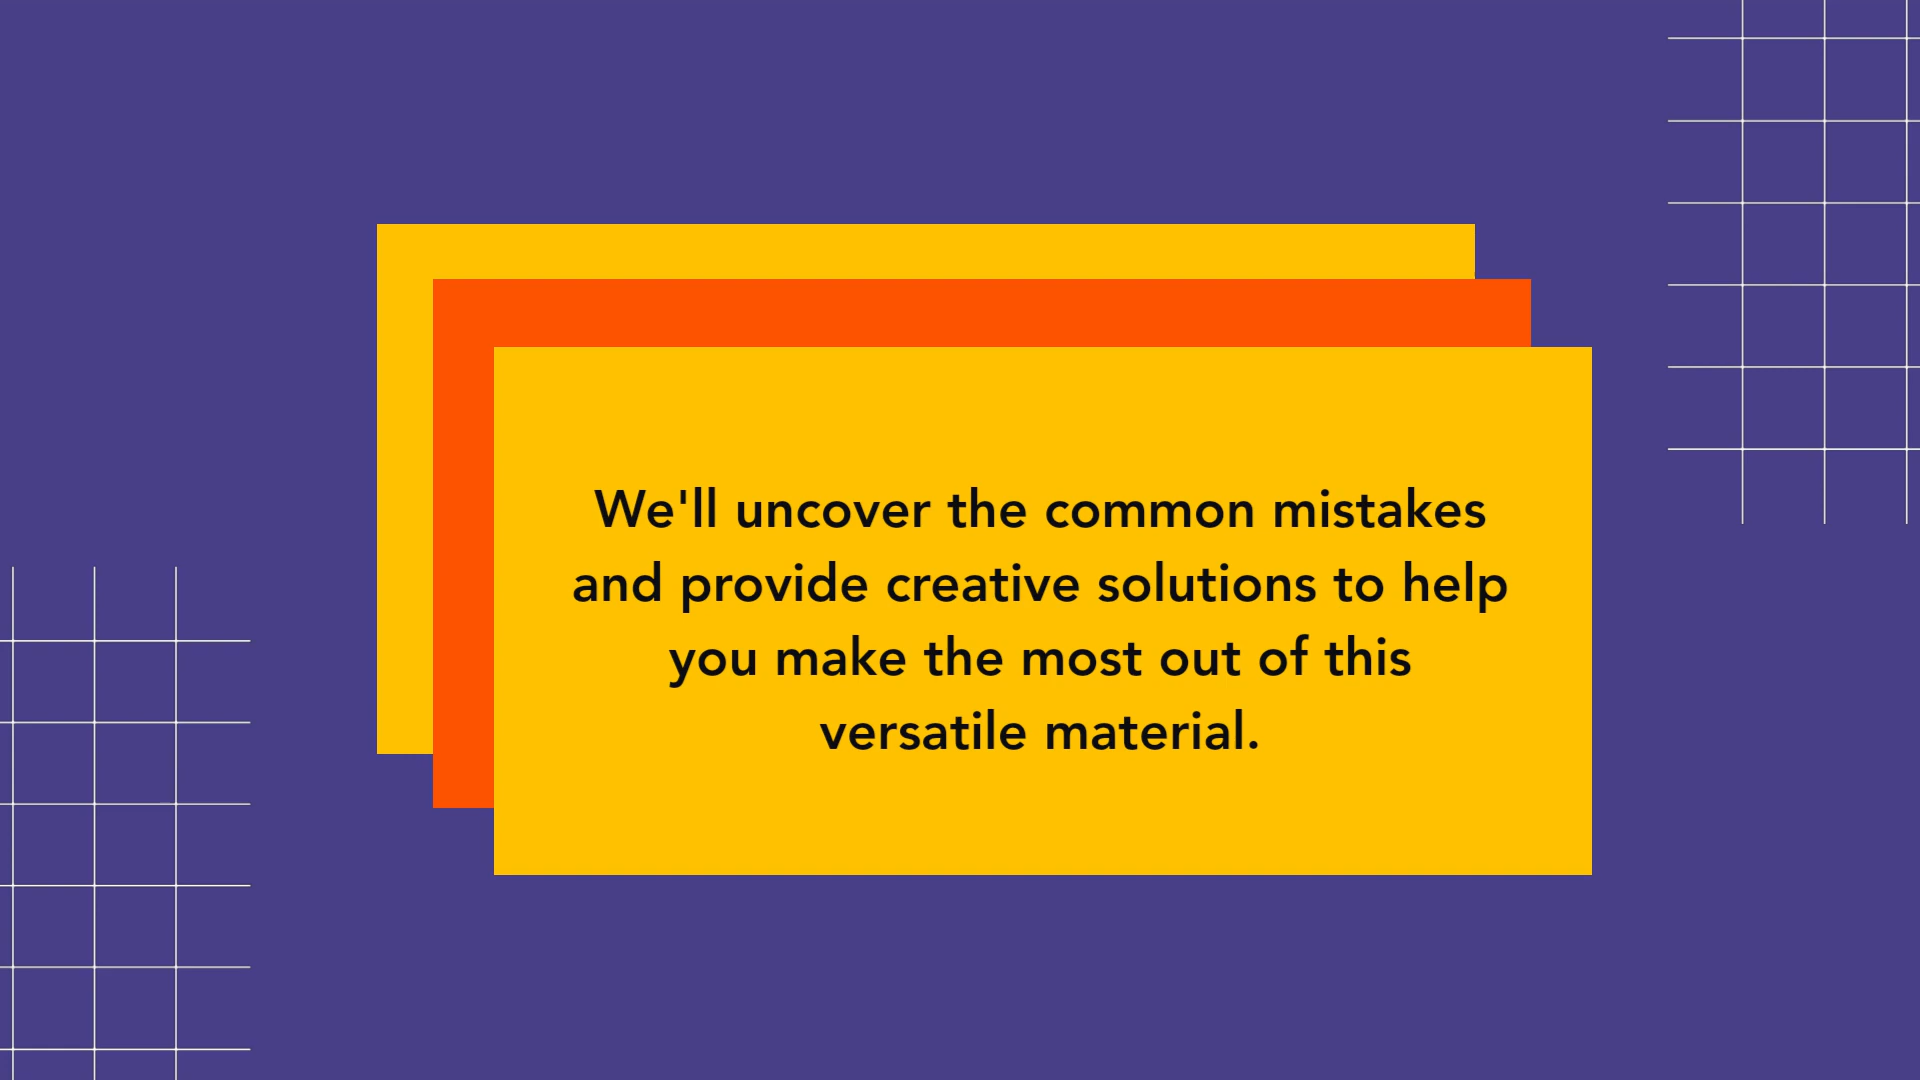 We'll uncover the common mistakes
and provide creative solutions to help
you make the most out of this
versatile material.